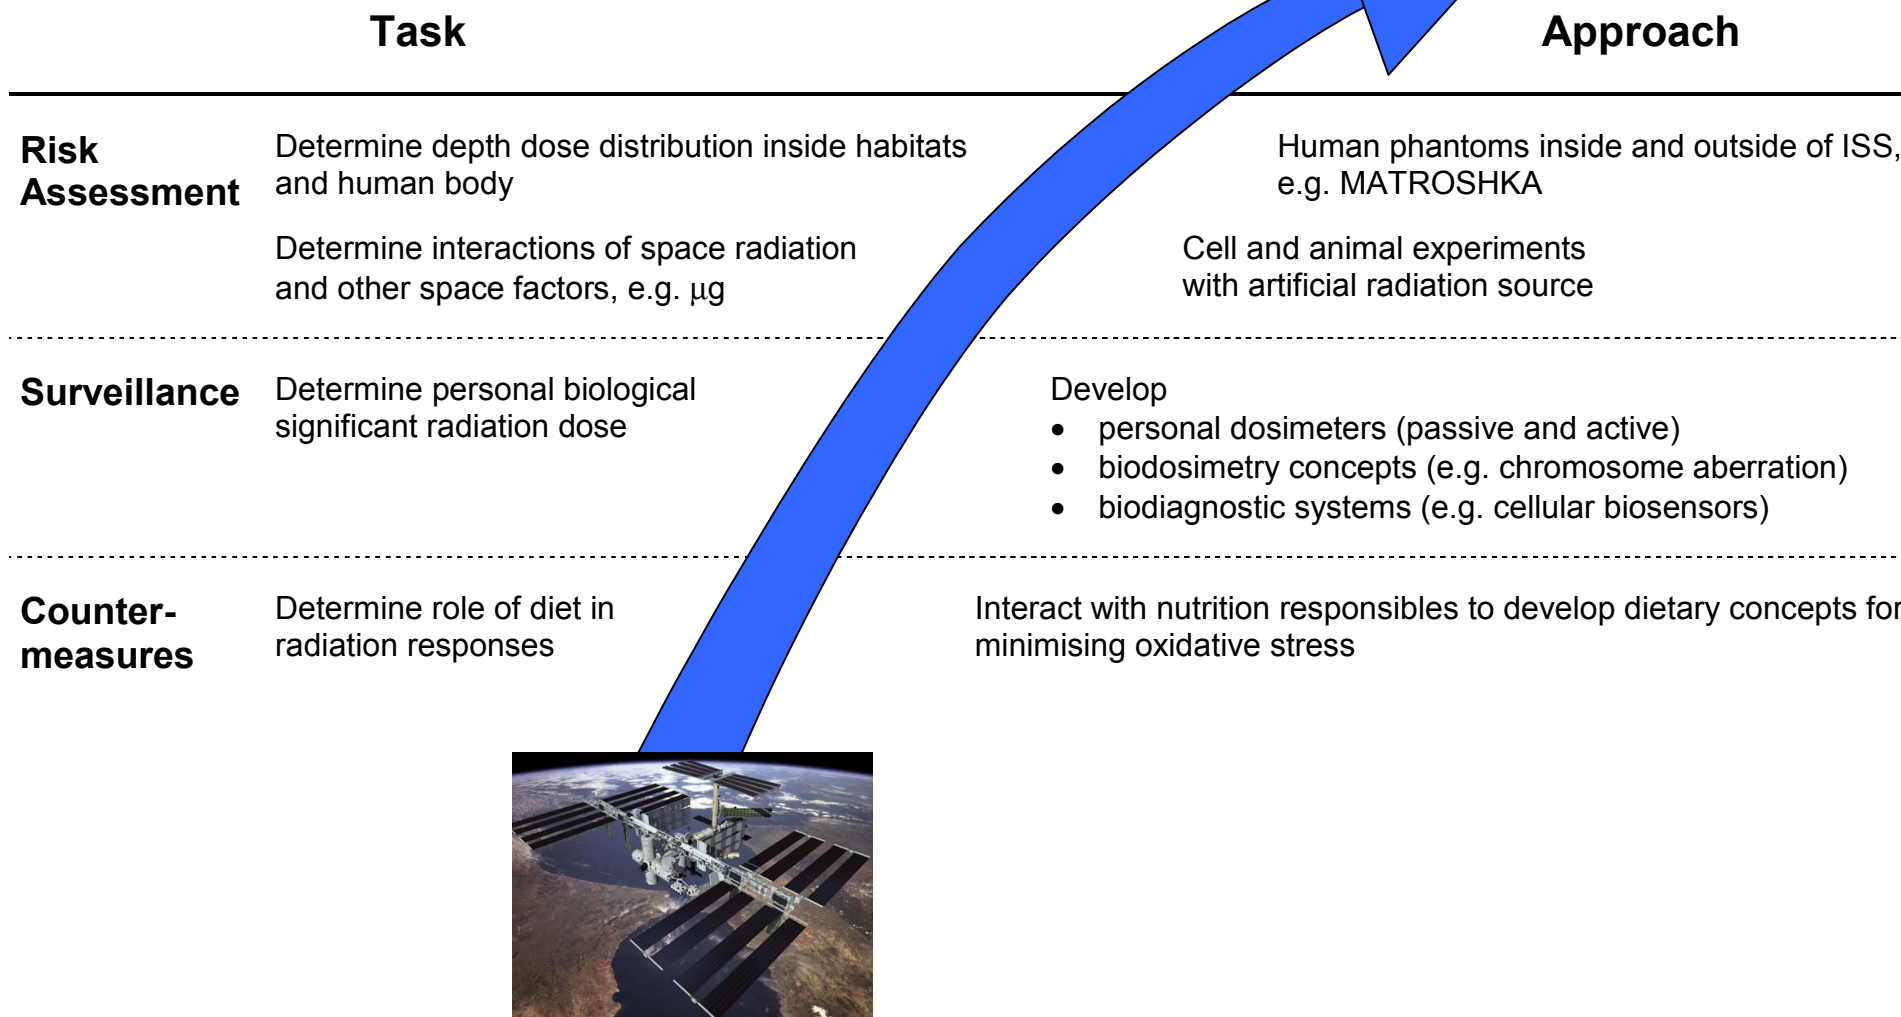 Task
Approach
Risk
Assessment
Determine depth dose distribution inside habitats
and human body
Human phantoms inside and outside of ISS,
e.g. MATROSHKA
Determine interactions of space radiation
and other space factors, e.g. μg
Cell and animal experiments
with artificial radiation source
Surveillance
Determine personal biological
significant radiation dose
Develop
• personal dosimeters (passive and active)
• biodosimetry concepts (e.g. chromosome aberration)
• biodiagnostic systems (e.g. cellular biosensors)
Counter-
measures
Determine role of diet in
radiation responses
Interact with nutrition responsibles to develop dietary concepts for
minimising oxidative stress